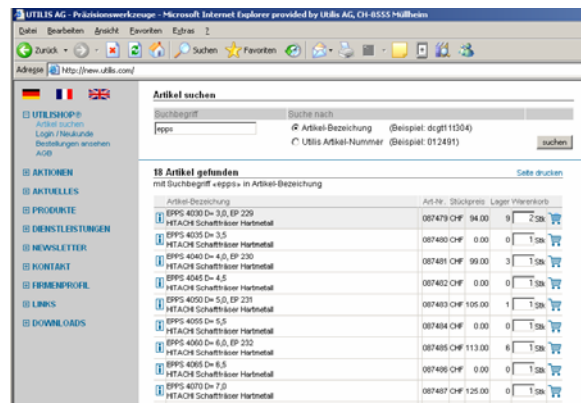 UTILIS AG - Präzisionswerkzeuge - Microsoft Internet Explorer provided by Utilis AG, CH-8555 Müllheim
Datei Bearbeiten Ansicht Favoriten Extras ?
Zurück Suchen Favoriten
Adresse http://new.utilis.com/
Artikel suchen
Suchbegriff Suche nach
epps Artikel-Bezeichnung (Beispiel: dcgt11t304)
Utilis Artikel-Nummer (Beispiel: 012491) suchen
UTILISHOP®
Artikel suchen
Login / Neukunde
Bestellungen ansehen
AGB
AKTIONEN
AKTUELLES
PRODUKTE
DIENSTLEISTUNGEN
NEWSLETTER
KONTAKT
FIRMENPROFIL
LINKS
DOWNLOADS
18 Artikel gefunden Seite drucken
mit Suchbegriff «epps» in Artikel-Bezeichnung
Artikel-Bezeichnung Art-Nr. Stückpreis Lager Warenkorb
EPPS 4030 D= 3,0, EP 229 087479 CHF 94.00 9 2 Stk
HITACHI Schaftfräser Hartmetall
EPPS 4035 D= 3,5 087480 CHF 0.00 0 1 Stk
HITACHI Schaftfräser Hartmetall
EPPS 4040 D= 4,0, EP 230 087481 CHF 99.00 3 1 Stk
HITACHI Schaftfräser Hartmetall
EPPS 4045 D= 4,5 087482 CHF 0.00 0 1 Stk
HITACHI Schaftfräser Hartmetall
EPPS 4050 D= 5,0, EP 231 087483 CHF 105.00 1 1 Stk
HITACHI Schaftfräser Hartmetall
EPPS 4055 D= 5,5 087484 CHF 0.00 0 1 Stk
HITACHI Schaftfräser Hartmetall
EPPS 4060 D= 6,0, EP 232 087485 CHF 113.00 6 1 Stk
HITACHI Schaftfräser Hartmetall
EPPS 4065 D= 6,5 087486 CHF 0.00 0 1 Stk
HITACHI Schaftfräser Hartmetall
EPPS 4070 D= 7,0 087487 CHF 125.00 0 1 Stk
HITACHI Schaftfräser Hartmetall